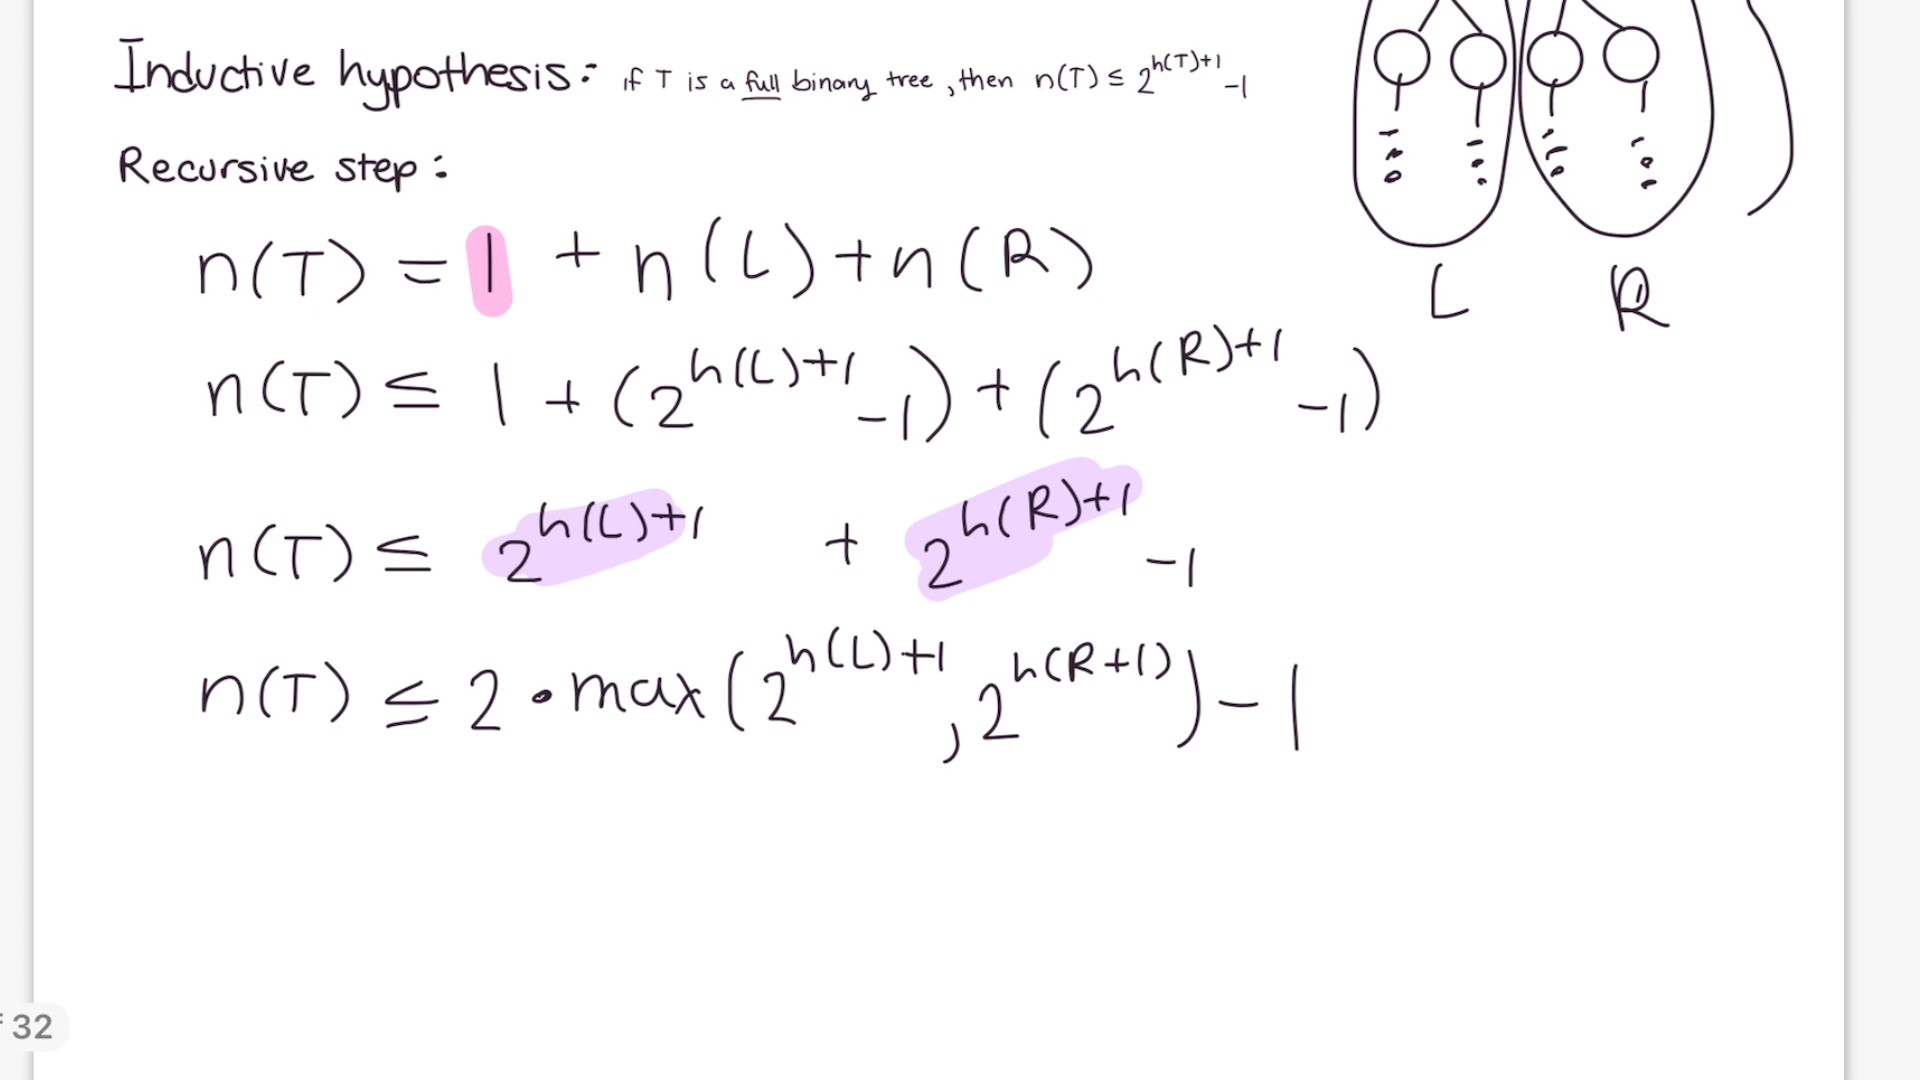 Inductive hypothesis: if T is a full binary tree, then n(T) ≤ 2^{h(T)+1} -1
Recursive step:
n(T) = 1 + n(L)+n(R)
n(T) ≤ 1 + (2^{h(L)+1} -1) + (2^{h(R)+1} -1)
n(T) ≤ 2^{h(L)+1} + 2^{h(R)+1} -1
n(T) ≤ 2 • max(2^{h(L)+1}, 2^{h(R+1)}) - 1
L R
32